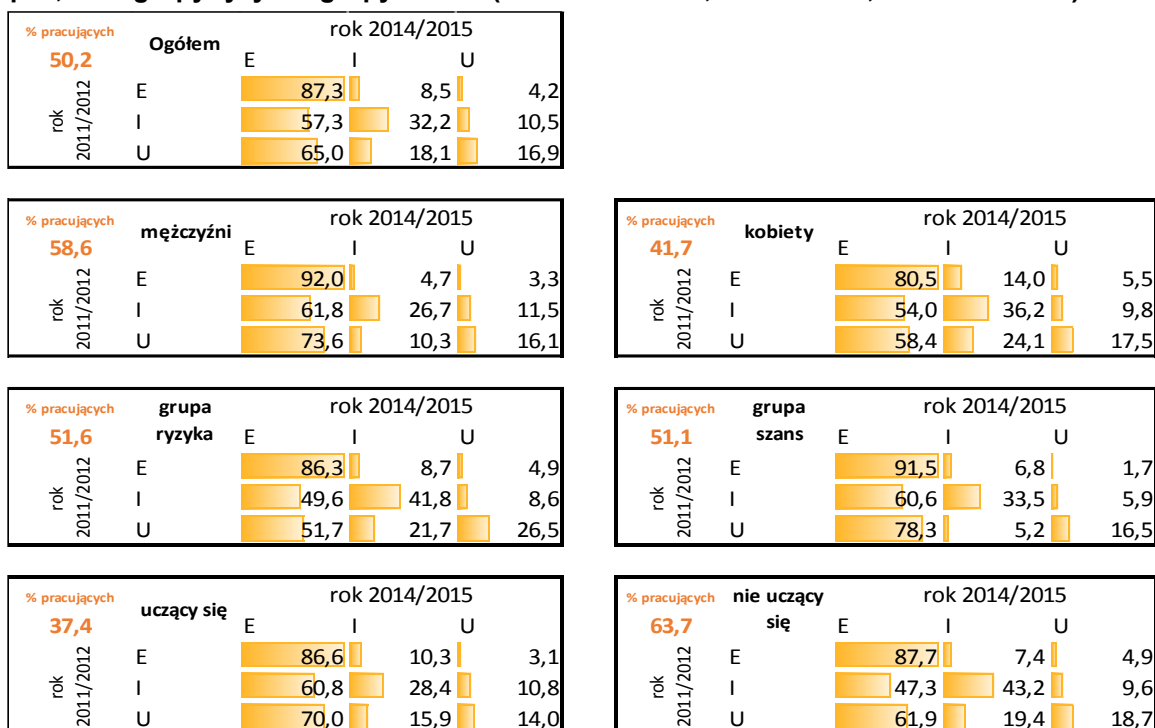 % pracujących Ogółem rok 2014/2015
50,2 E I U
rok 2011/2012
E 87,3 8,5 4,2
I 57,3 32,2 10,5
U 65,0 18,1 16,9
% pracujących mężczyźni rok 2014/2015
58,6 E I U
rok 2011/2012
E 92,0 4,7 3,3
I 61,8 26,7 11,5
U 73,6 10,3 16,1
% pracujących kobiety rok 2014/2015
41,7 E I U
rok 2011/2012
E 80,5 14,0 5,5
I 54,0 36,2 9,8
U 58,4 24,1 17,5
% pracujących grupa rok 2014/2015
51,6 ryzyka E I U
rok 2011/2012
E 86,3 8,7 4,9
I 49,6 41,8 8,6
U 51,7 21,7 26,5
% pracujących grupa rok 2014/2015
51,1 szans E I U
rok 2011/2012
E 91,5 6,8 1,7
I 60,6 33,5 5,9
U 78,3 5,2 16,5
% pracujących uczący się rok 2014/2015
37,4 E I U
rok 2011/2012
E 86,6 10,3 3,1
I 60,8 28,4 10,8
U 70,0 15,9 14,0
% pracujących nie uczący rok 2014/2015
63,7 się E I U
rok 2011/2012
E 87,7 7,4 4,9
I 47,3 43,2 9,6
U 61,9 19,4 18,7